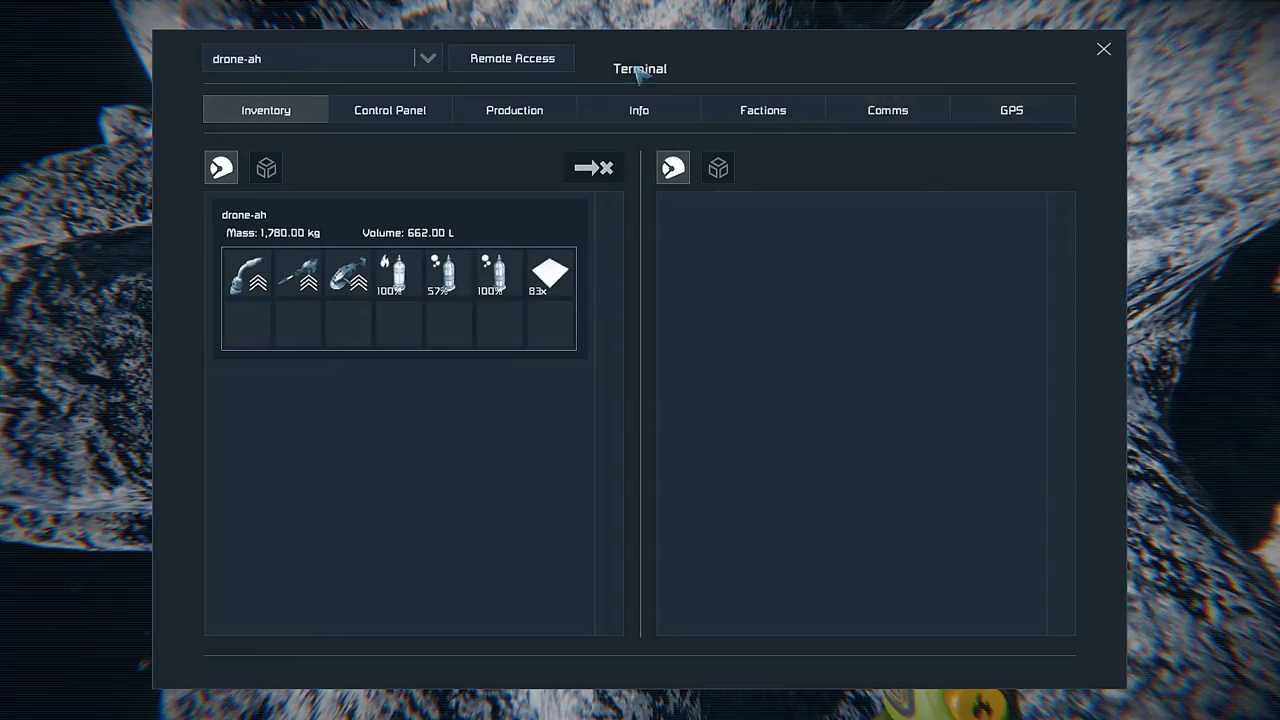 drone-ah
Remote Access
Terminal
Inventory
Control Panel
Production
Info
Factions
Comms
GPS
drone-ah
Mass: 1,780.00 kg
Volume: 662.00 L
100%
57%
100%
83x